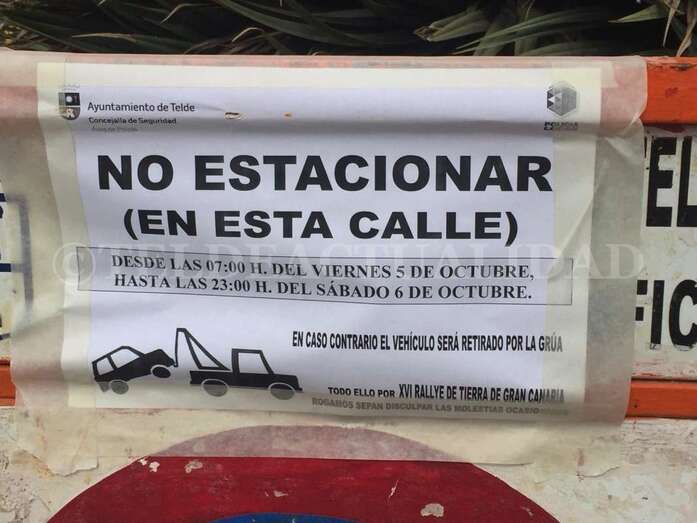 Ayuntamiento de Telde
Concejalía de Seguridad
NO ESTACIONAR
(EN ESTA CALLE)
©TELDEACTUALIDAD
DESDE LAS 07:00 H. DEL VIERNES 5 DE OCTUBRE,
HASTA LAS 23:00 H. DEL SÁBADO 6 DE OCTUBRE.
EN CASO CONTRARIO EL VEHÍCULO SERÁ RETIRADO POR LA GRÚA
TODO ELLO POR XVI RALLYE DE TIERRA DE GRAN CANARIA
ROGAMOS SEPAN DISCULPAR LAS MOLESTIAS
EL
FIC